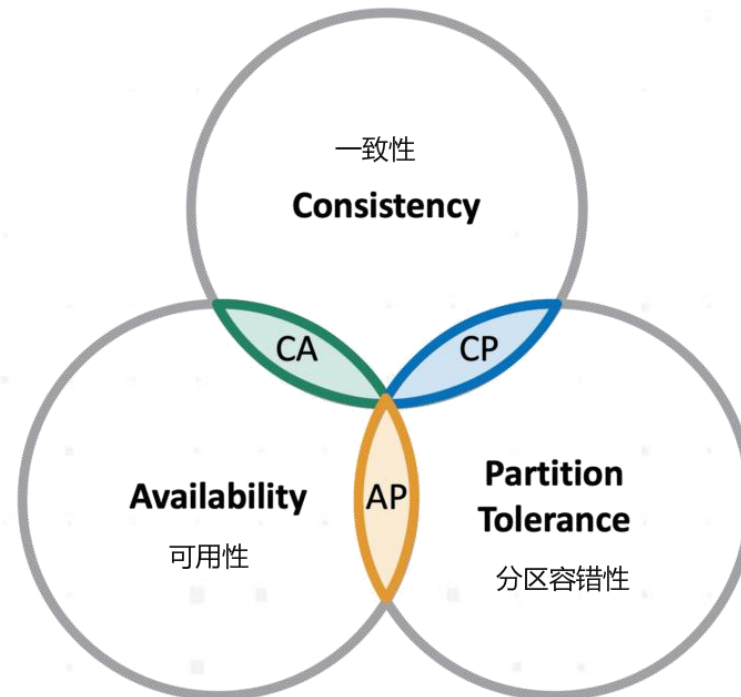 一致性
Consistency
CA
CP
Availability
可用性
AP
Partition
Tolerance
分区容错性